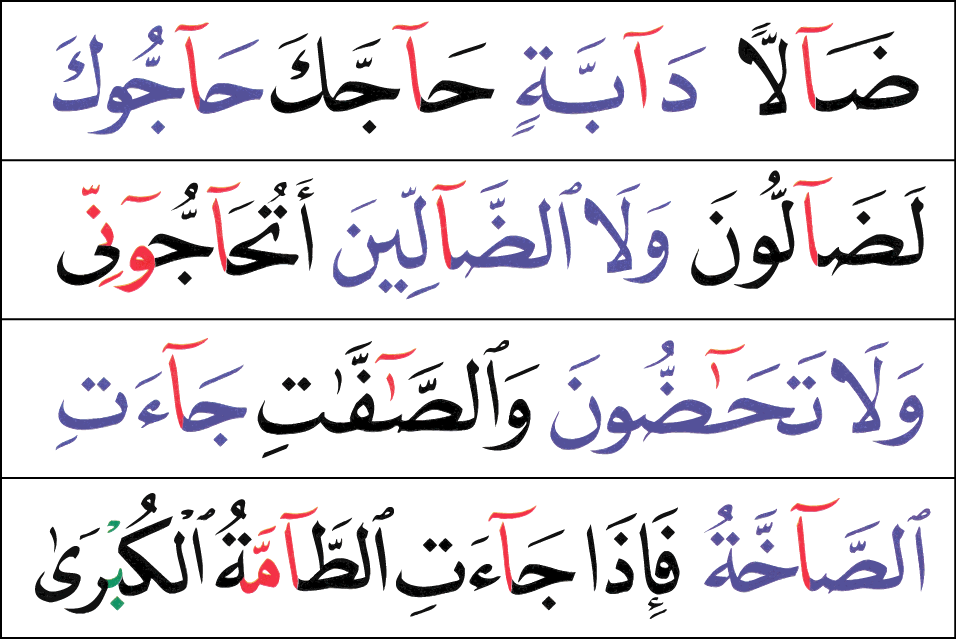 ضَآلًّا دَآبَّةٍ حَآجَّكَ حَآجُّوكَ
لَضَآلُّونَ وَلَا ٱلضَّآلِّينَ أَتُحَآجُّوٓنِّى
وَلَا تَحَٰٓضُّونَ وَٱلصَّٰٓفَّٰتِ جَآءَتِ
ٱلصَّآخَّةُ فَإِذَا جَآءَتِ ٱلطَّآمَّةُ ٱلْكُبْرَىٰ